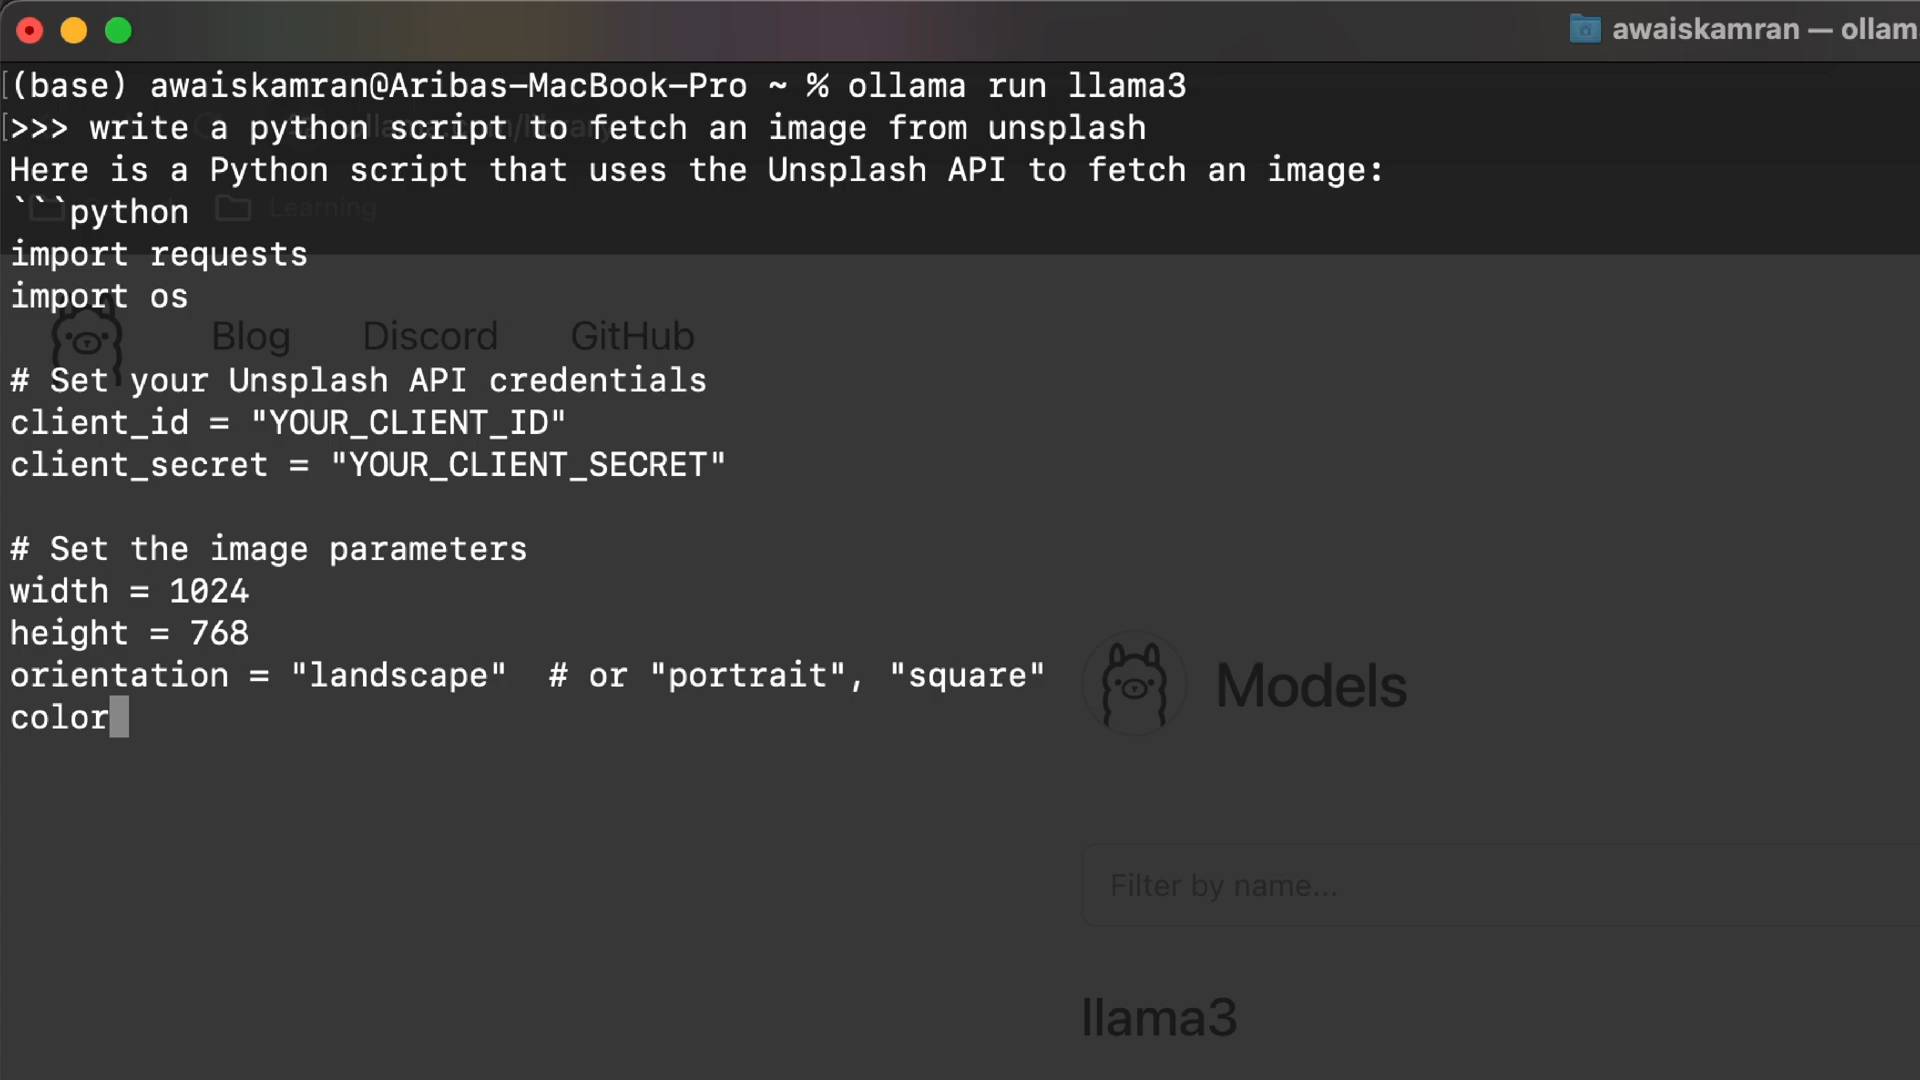 awaiskamran — ollam
(base) awaiskamran@Aribas-MacBook-Pro ~ % ollama run llama3
>>> write a python script to fetch an image from unsplash
Here is a Python script that uses the Unsplash API to fetch an image:
```python
Learning
import requests
import os
Blog Discord GitHub
# Set your Unsplash API credentials
client_id = "YOUR_CLIENT_ID"
client_secret = "YOUR_CLIENT_SECRET"
# Set the image parameters
width = 1024
height = 768
orientation = "landscape" # or "portrait", "square"
Models
color
Filter by name...
llama3